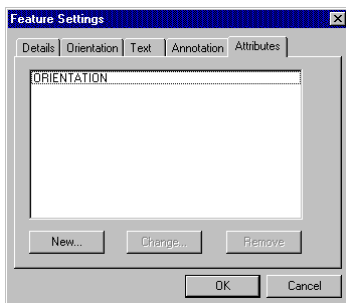 Feature Settings
Details Orientation Text Annotation Attributes
ORIENTATION
New... Change... Remove
OK Cancel